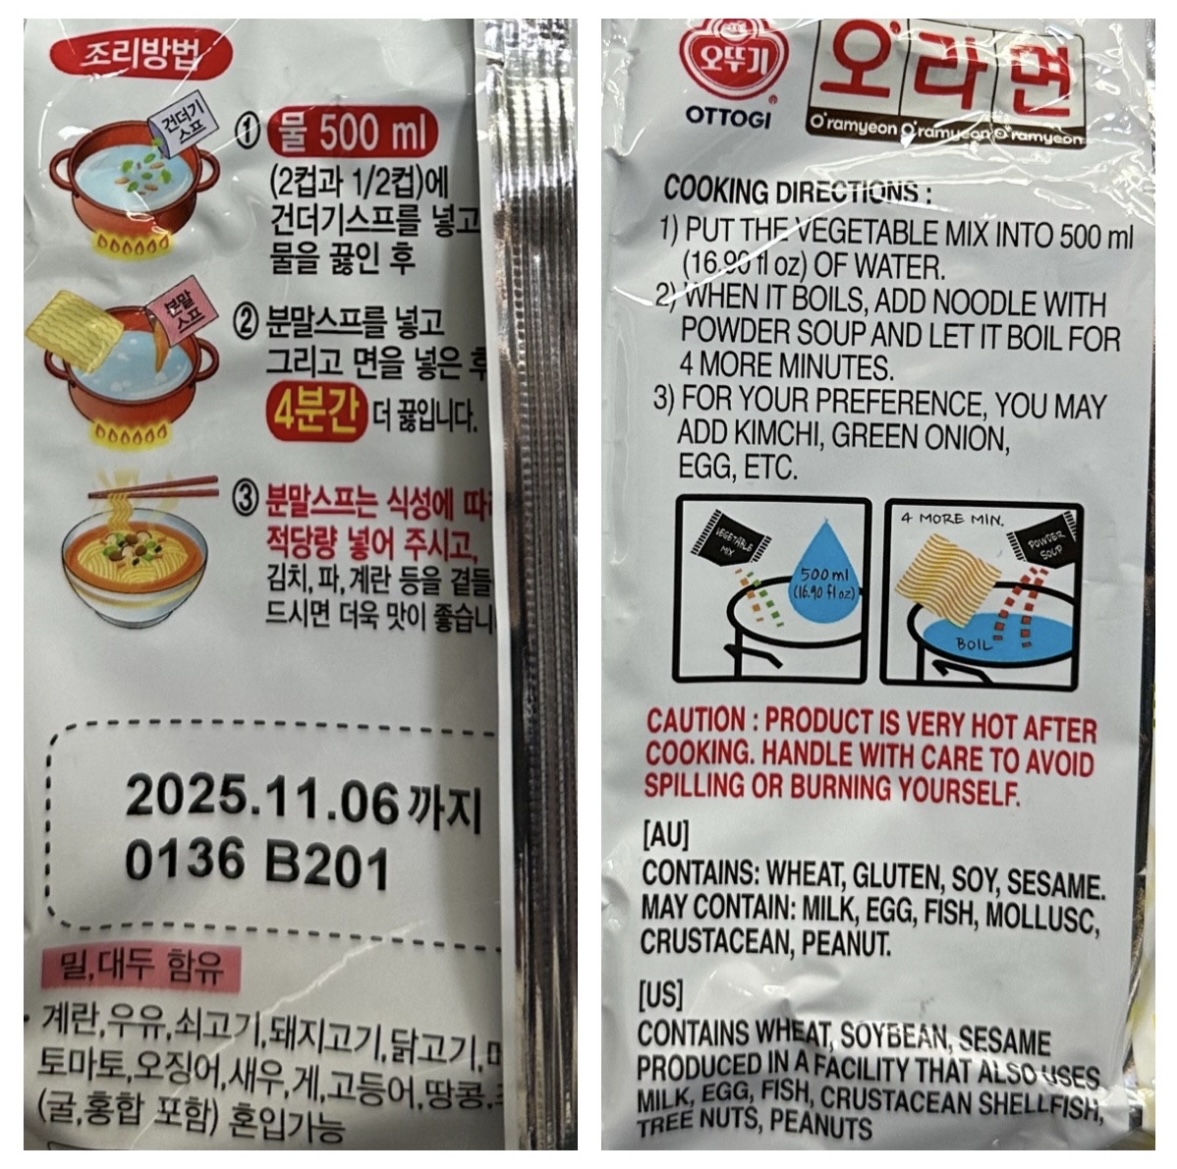 조리방법
건더기
스프
① 물 500 ml
(2컵과 1/2컵)에
건더기스프를 넣고
물을 끓인 후
분말
스프
② 분말스프를 넣고
그리고 면을 넣은 후
4분간 더 끓입니다.
③ 분말스프는 식성에
적당량 넣어 주시고,
김치, 파, 계란 등을
드시면 더욱 맛이
2025.11.06 까지
0136 B201
밀,대두 함유
계란,우유,쇠고기,돼지고기,닭고기,
토마토,오징어,새우,게,고등어,땅콩.
(굴,홍합 포함) 혼입가능
오뚜기
OTTOGI
오라면
O'ramyeon O'ramyeon O'ramyeon
COOKING DIRECTIONS :
1) PUT THE VEGETABLE MIX INTO 500 ml
(16.90 fl oz) OF WATER.
2) WHEN IT BOILS, ADD NOODLE WITH
POWDER SOUP AND LET IT BOIL FOR
4 MORE MINUTES.
3) FOR YOUR PREFERENCE, YOU MAY
ADD KIMCHI, GREEN ONION,
EGG, ETC.
VEGETABLE
MIX
500 ml
(16.90 fl oz)
4 MORE MIN.
POWDER
SOUP
BOIL
CAUTION : PRODUCT IS VERY HOT AFTER
COOKING. HANDLE WITH CARE TO AVOID
SPILLING OR BURNING YOURSELF.
[AU]
CONTAINS: WHEAT, GLUTEN, SOY, SESAME.
MAY CONTAIN: MILK, EGG, FISH, MOLLUSC,
CRUSTACEAN, PEANUT.
[US]
CONTAINS WHEAT, SOYBEAN, SESAME
PRODUCED IN A FACILITY THAT ALSO USES
MILK, EGG, FISH, CRUSTACEAN SHELLFISH,
TREE NUTS, PEANUTS